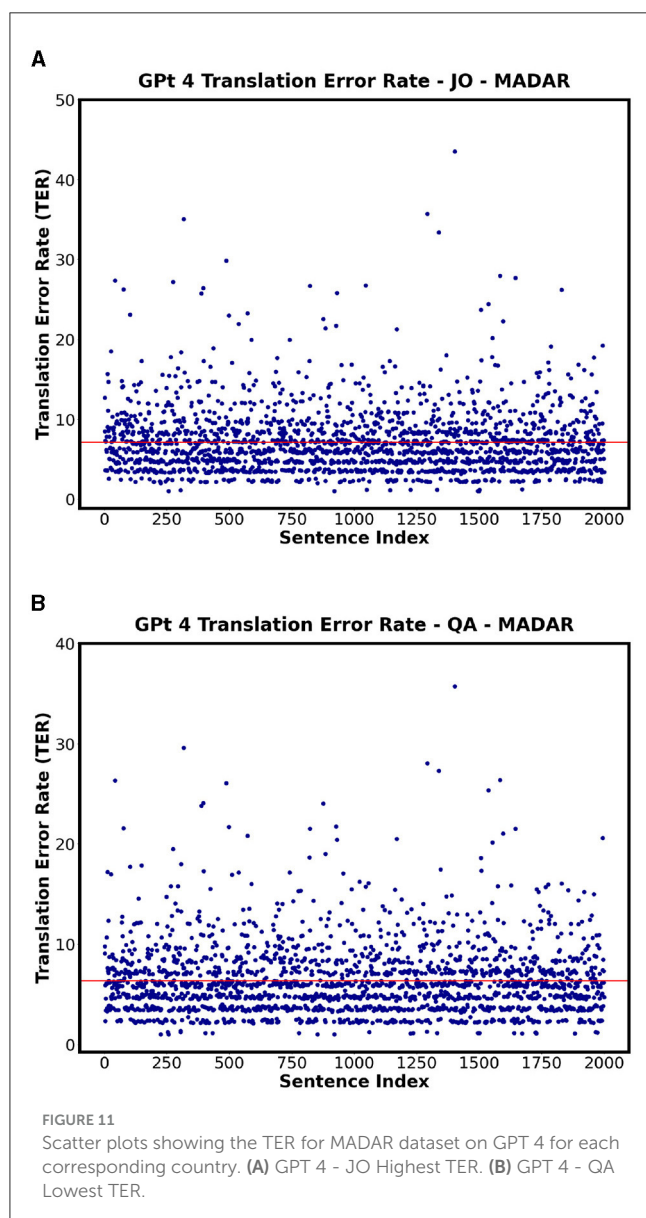 A
GPt 4 Translation Error Rate - JO - MADAR
50
40
30
20
10
0
Translation Error Rate (TER)
0 250 500 750 1000 1250 1500 1750 2000
Sentence Index
B
GPt 4 Translation Error Rate - QA - MADAR
40
30
20
10
0
Translation Error Rate (TER)
0 250 500 750 1000 1250 1500 1750 2000
Sentence Index
FIGURE 11
Scatter plots showing the TER for MADAR dataset on GPT 4 for each
corresponding country. (A) GPT 4 - JO Highest TER. (B) GPT 4 - QA
Lowest TER.